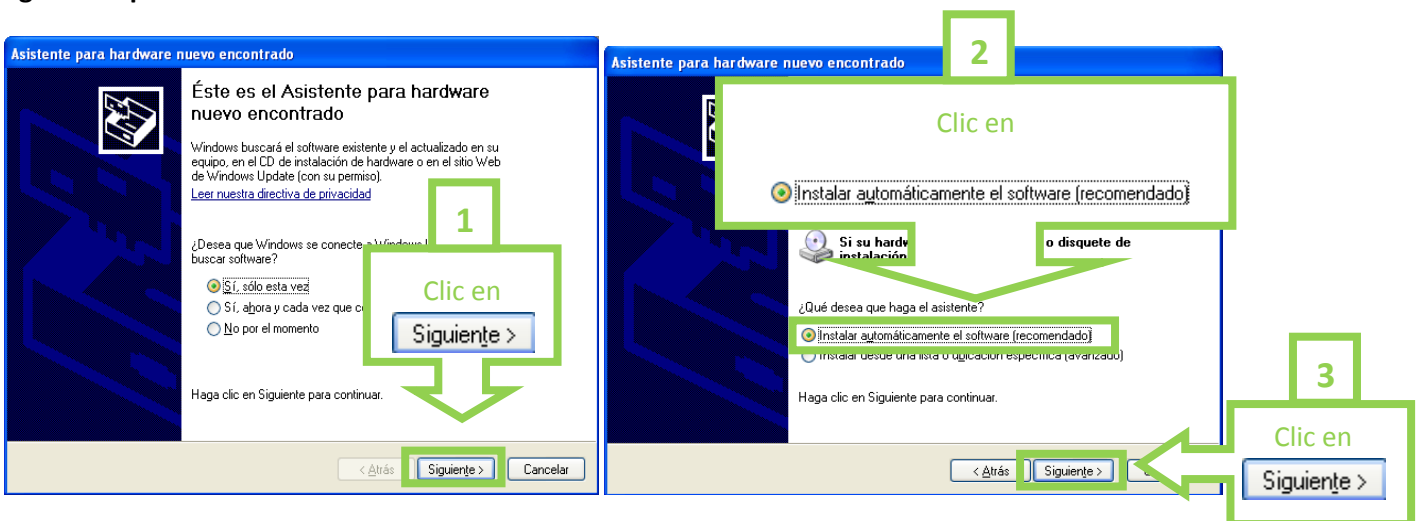 Asistente para hardware nuevo encontrado
Éste es el Asistente para hardware
nuevo encontrado
Windows buscará el software existente y el actualizado en su
equipo, en el CD de instalación de hardware o en el sitio Web
de Windows Update (con su permiso).
Leer nuestra directiva de privacidad
1
¿Desea que Windows se conecte a Windows
buscar software?
Sí, sólo esta vez
Sí, ahora y cada vez que
No por el momento
Clic en
Siguiente >
Haga clic en Siguiente para continuar.
< Atrás
Siguiente >
Cancelar
Asistente para hardware nuevo encontrado
2
Clic en
Instalar automáticamente el software (recomendado)
Si su
o disquete de
instalación
¿Qué desea que haga el asistente?
Instalar automáticamente el software (recomendado)
Instalar desde una lista o ubicación específica (avanzado)
Haga clic en Siguiente para continuar.
< Atrás
Siguiente >
3
Clic en
Siguiente >